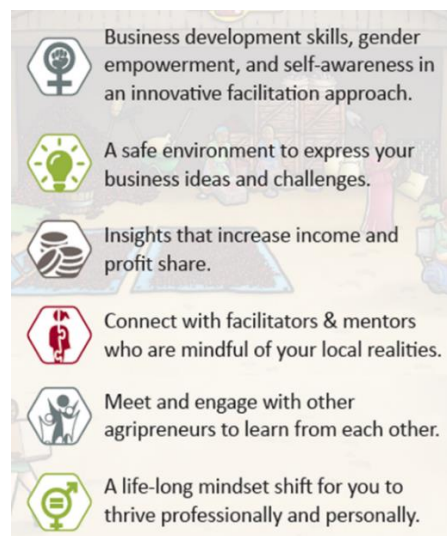 Business development skills, gender
empowerment, and self-awareness in
an innovative facilitation approach.
A safe environment to express your
business ideas and challenges.
Insights that increase income and
profit share.
Connect with facilitators & mentors
who are mindful of your local realities.
Meet and engage with other
agripreneurs to learn from each other.
A life-long mindset shift for you to
thrive professionally and personally.